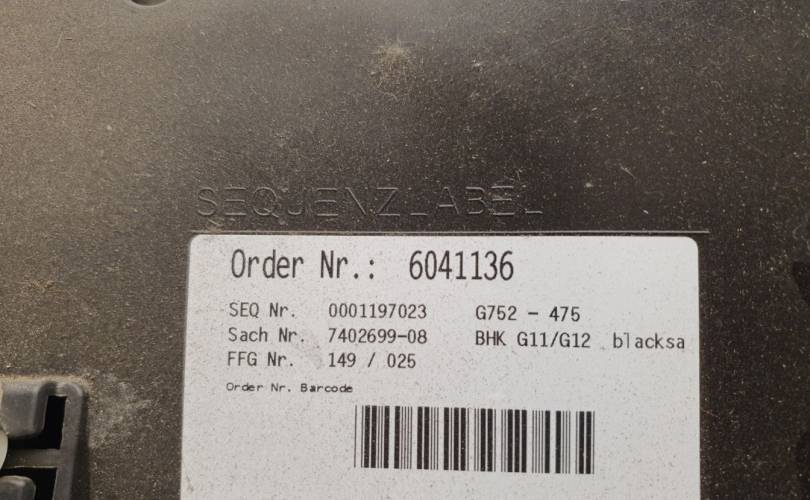 SEQUENZLABEL
Order Nr.: 6041136
SEQ Nr. 0001197023 G752 - 475
Sach Nr. 7402699-08 BHK G11/G12 blacksa
FFG Nr. 149 / 025
Order Nr. Barcode